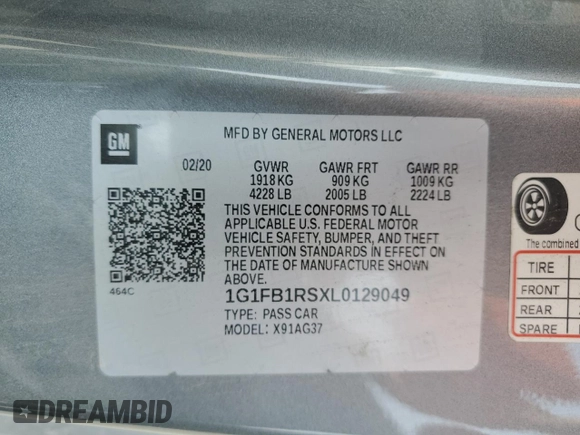 GM
MFD BY GENERAL MOTORS LLC
02/20 GVWR GAWR FRT GAWR RR
1918 KG 909 KG 1009 KG
4228 LB 2005 LB 2224 LB
THIS VEHICLE CONFORMS TO ALL
APPLICABLE U.S. FEDERAL MOTOR
VEHICLE SAFETY, BUMPER, AND THEFT
PREVENTION STANDARDS IN EFFECT ON
THE DATE OF MANUFACTURE SHOWN
ABOVE.
464C
1G1FB1RSXL0129049
TYPE: PASS CAR
MODEL: X91AG37
The combined
TIRE
FRONT
REAR
SPARE
DREAMBID